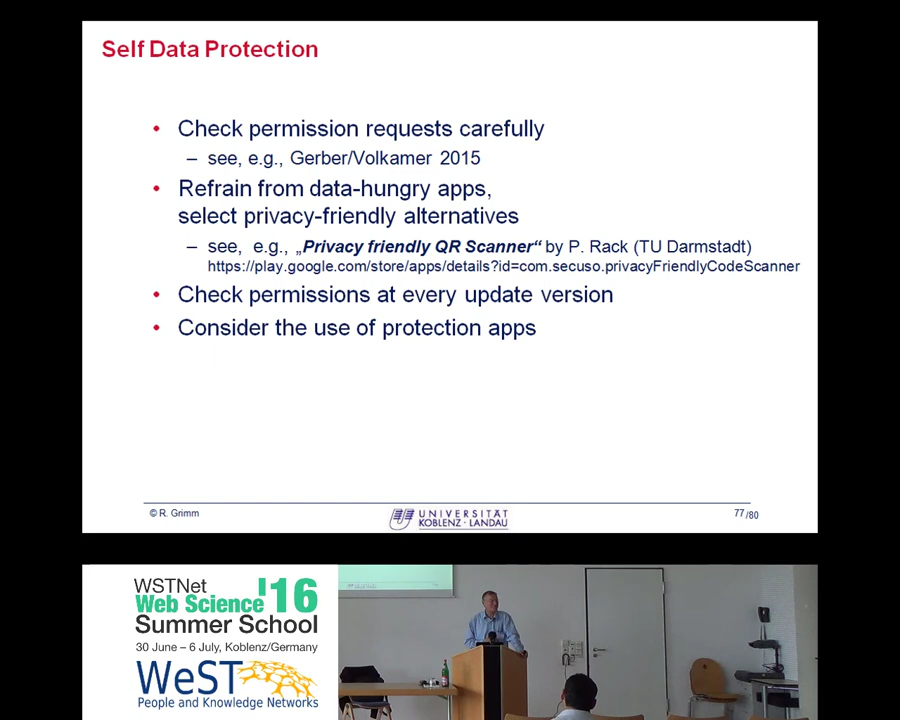 Self Data Protection
• Check permission requests carefully
– see, e.g., Gerber/Volkamer 2015
• Refrain from data-hungry apps,
select privacy-friendly alternatives
– see, e.g., „Privacy friendly QR Scanner“ by P. Rack (TU Darmstadt)
https://play.google.com/store/apps/details?id=com.secuso.privacyFriendlyCodeScanner
• Check permissions at every update version
• Consider the use of protection apps
© R. Grimm
UNIVERSITÄT
KOBLENZ · LANDAU
77/80
WSTNet
Web Science '16
Summer School
30 June – 6 July, Koblenz/Germany
WeST
People and Knowledge Networks